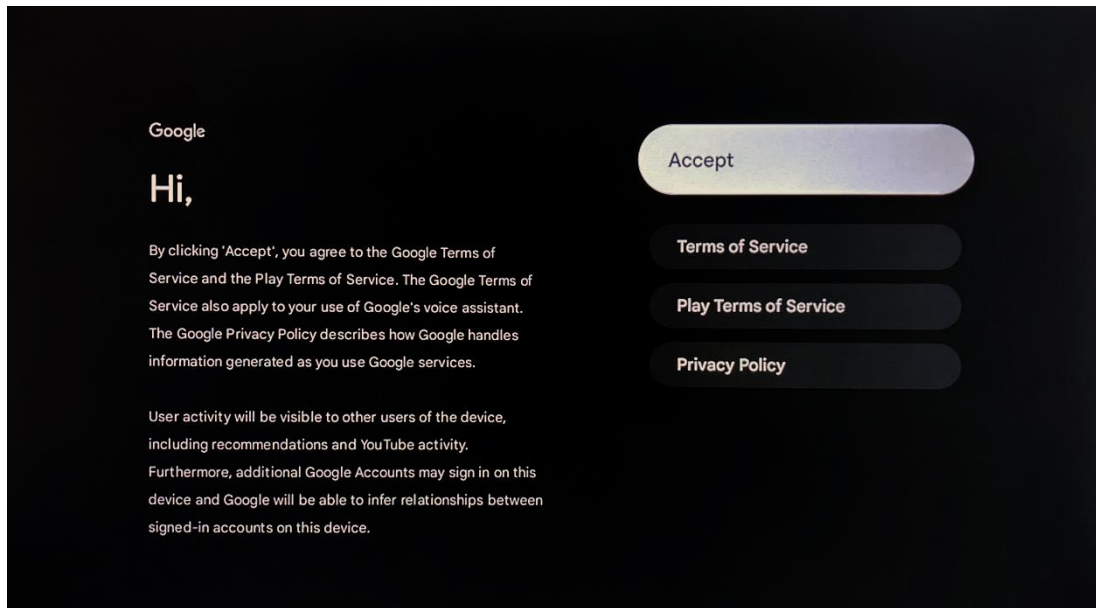 Google
Hi,
By clicking 'Accept', you agree to the Google Terms of
Service and the Play Terms of Service. The Google Terms of
Service also apply to your use of Google's voice assistant.
The Google Privacy Policy describes how Google handles
information generated as you use Google services.
User activity will be visible to other users of the device,
including recommendations and YouTube activity.
Furthermore, additional Google Accounts may sign in on this
device and Google will be able to infer relationships between
signed-in accounts on this device.
Accept
Terms of Service
Play Terms of Service
Privacy Policy